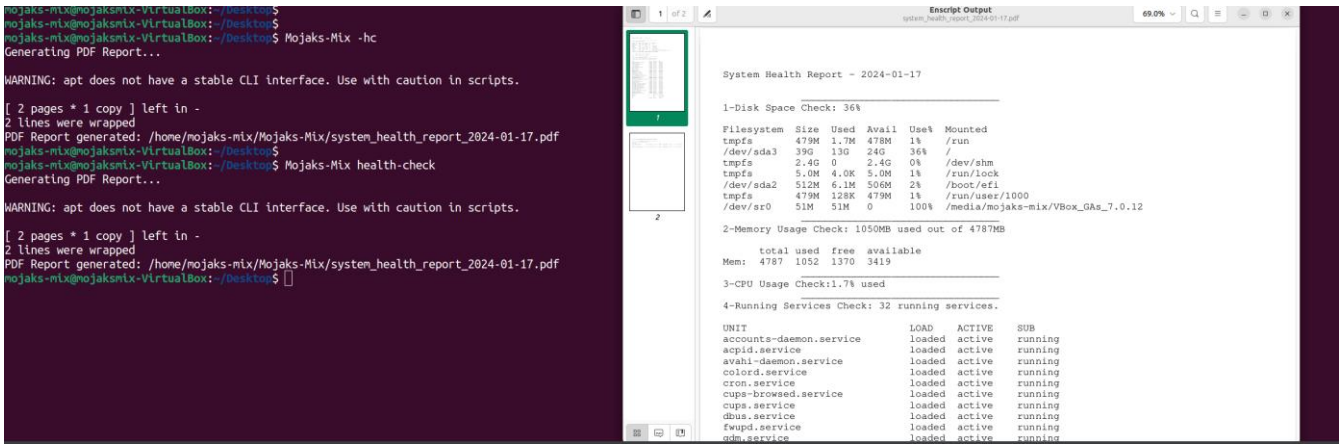 mojaks-mix@mojaksmix-VirtualBox:~/Desktop$
mojaks-mix@mojaksmix-VirtualBox:~/Desktop$
mojaks-mix@mojaksmix-VirtualBox:~/Desktop$ Mojaks-Mix -hc
Generating PDF Report...
WARNING: apt does not have a stable CLI interface. Use with caution in scripts.
[ 2 pages * 1 copy ] left in -
2 lines were wrapped
PDF Report generated: /home/mojaks-mix/Mojaks-Mix/system_health_report_2024-01-17.pdf
mojaks-mix@mojaksmix-VirtualBox:~/Desktop$
mojaks-mix@mojaksmix-VirtualBox:~/Desktop$ Mojaks-Mix health-check
Generating PDF Report...
WARNING: apt does not have a stable CLI interface. Use with caution in scripts.
[ 2 pages * 1 copy ] left in -
2 lines were wrapped
PDF Report generated: /home/mojaks-mix/Mojaks-Mix/system_health_report_2024-01-17.pdf
mojaks-mix@mojaksmix-VirtualBox:~/Desktop$
1 of 2
Enscript Output
system_health_report_2024-01-17.pdf
69.0%
1
2
System Health Report - 2024-01-17
1-Disk Space Check: 36%
Filesystem Size Used Avail Use% Mounted
tmpfs 479M 1.7M 478M 1% /run
/dev/sda3 39G 13G 24G 36% /
tmpfs 2.4G 0 2.4G 0% /dev/shm
tmpfs 5.0M 4.0K 5.0M 1% /run/lock
/dev/sda2 512M 6.1M 506M 2% /boot/efi
tmpfs 479M 128K 479M 1% /run/user/1000
/dev/sr0 51M 51M 0 100% /media/mojaks-mix/VBox_GAs_7.0.12
2-Memory Usage Check: 1050MB used out of 4787MB
total used free available
Mem: 4787 1052 1370 3419
3-CPU Usage Check:1.7% used
4-Running Services Check: 32 running services.
UNIT LOAD ACTIVE SUB
accounts-daemon.service loaded active running
acpid.service loaded active running
avahi-daemon.service loaded active running
colord.service loaded active running
cron.service loaded active running
cups-browsed.service loaded active running
cups.service loaded active running
dbus.service loaded active running
fwupd.service loaded active running
gdm.service loaded active running